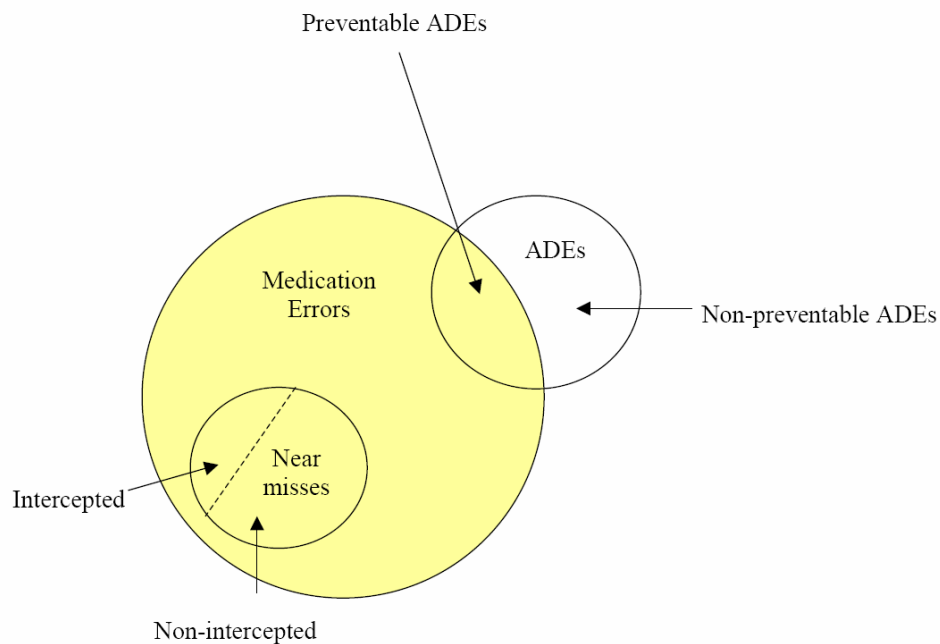 Preventable ADEs
ADEs
Medication
Errors
Non-preventable ADEs
Near
misses
Intercepted
Non-intercepted